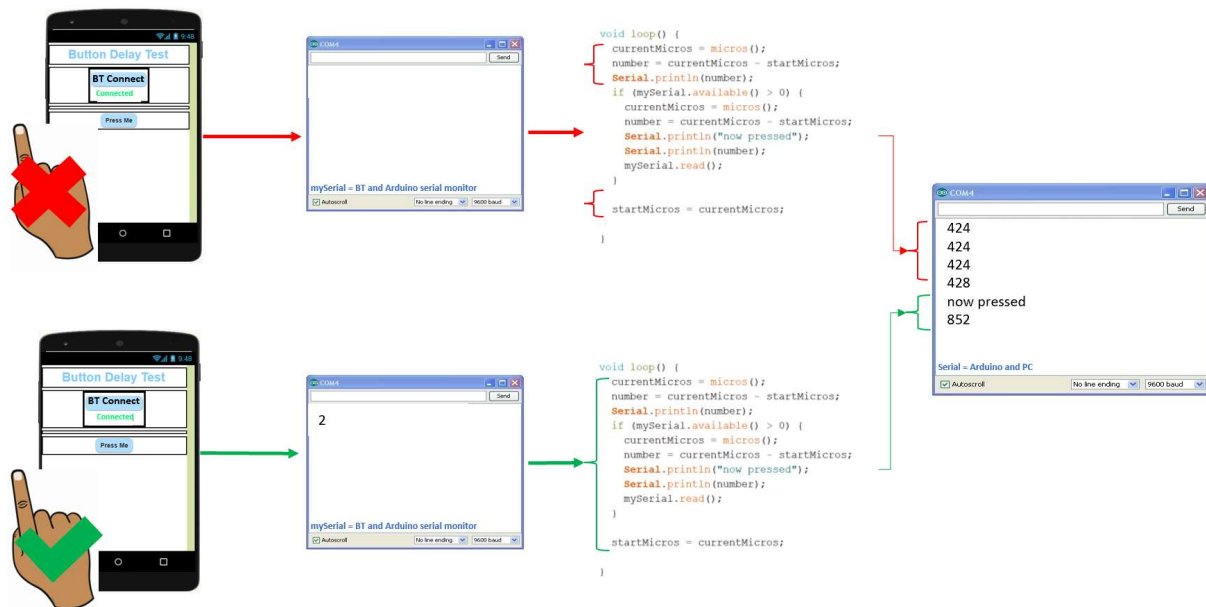 9:48
Button Delay Test
BT Connect
Connected
Press Me
COM4
Send
mySerial = BT and Arduino serial monitor
Autoscroll
No line ending
9600 baud
void loop() {
currentMicros = micros();
number = currentMicros - startMicros;
Serial.println(number);
if (mySerial.available() > 0) {
currentMicros = micros();
number = currentMicros - startMicros;
Serial.println("now pressed");
Serial.println(number);
mySerial.read();
}
startMicros = currentMicros;
}
COM4
Send
424
424
424
428
now pressed
852
Serial = Arduino and PC
Autoscroll
No line ending
9600 baud
9:48
Button Delay Test
BT Connect
Connected
Press Me
COM4
Send
2
mySerial = BT and Arduino serial monitor
Autoscroll
No line ending
9600 baud
void loop() {
currentMicros = micros();
number = currentMicros - startMicros;
Serial.println(number);
if (mySerial.available() > 0) {
currentMicros = micros();
number = currentMicros - startMicros;
Serial.println("now pressed");
Serial.println(number);
mySerial.read();
}
startMicros = currentMicros;
}